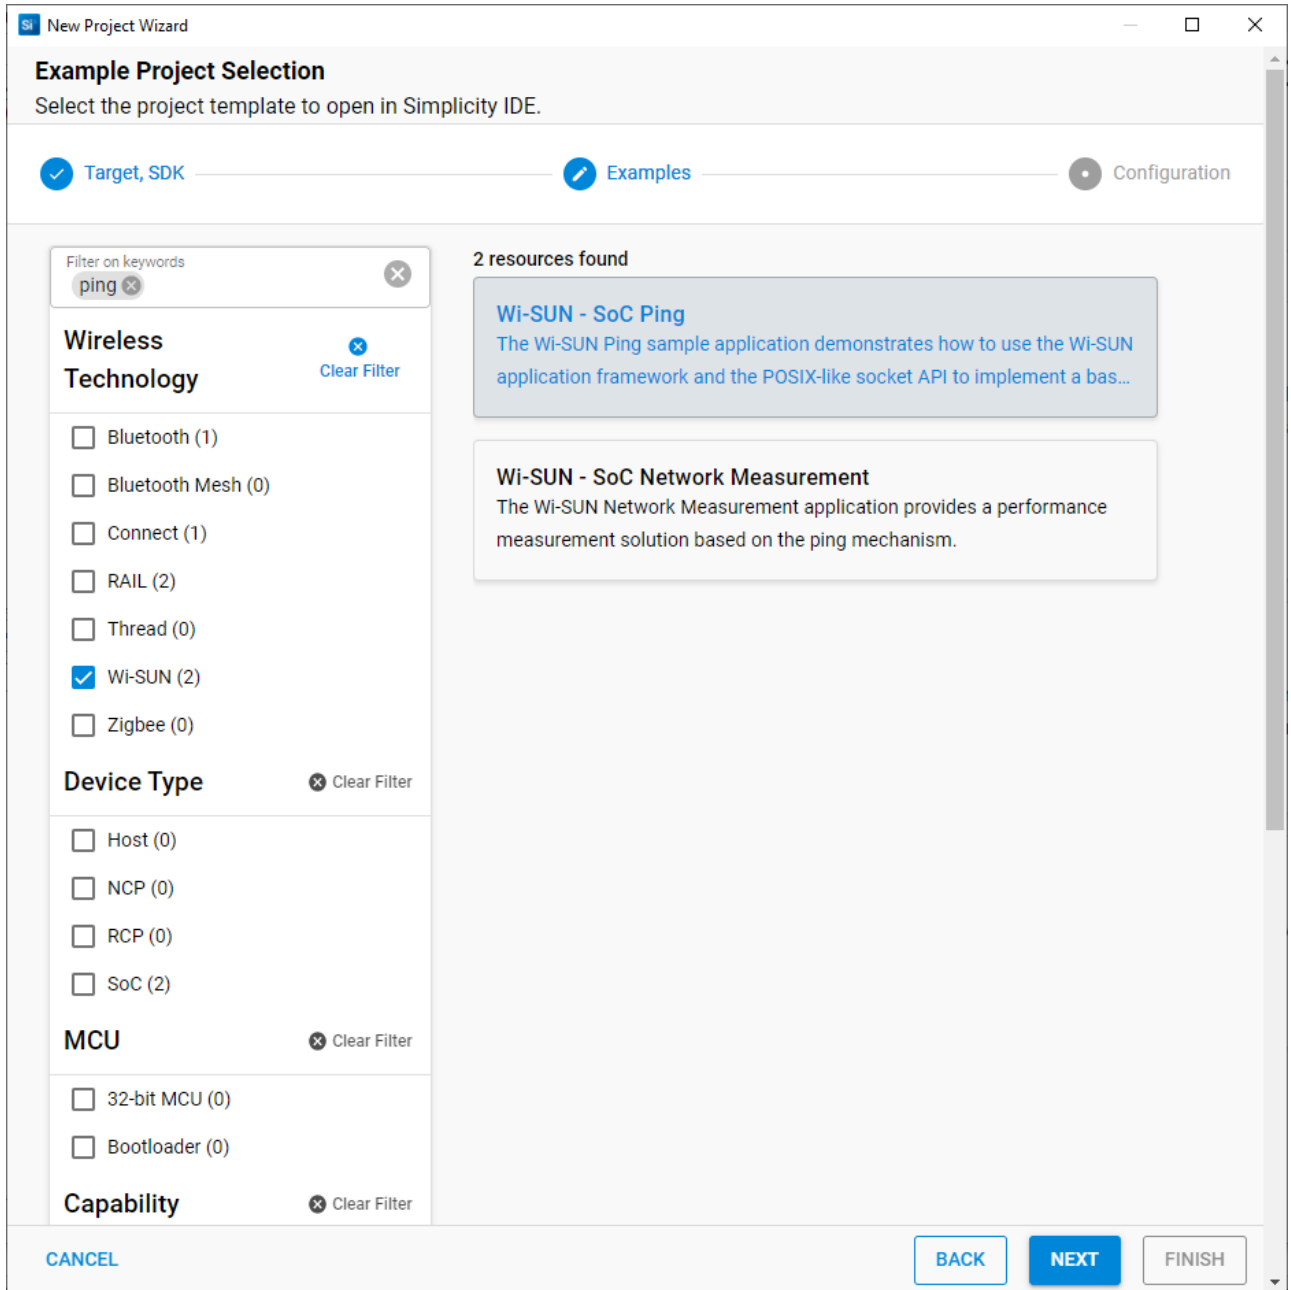 Si New Project Wizard
Example Project Selection
Select the project template to open in Simplicity IDE.
Target, SDK
Examples
Configuration
Filter on keywords
ping
Wireless
Technology
Clear Filter
Bluetooth (1)
Bluetooth Mesh (0)
Connect (1)
RAIL (2)
Thread (0)
Wi-SUN (2)
Zigbee (0)
Device Type
Clear Filter
Host (0)
NCP (0)
RCP (0)
SoC (2)
MCU
Clear Filter
32-bit MCU (0)
Bootloader (0)
Capability
Clear Filter
2 resources found
Wi-SUN - SoC Ping
The Wi-SUN Ping sample application demonstrates how to use the Wi-SUN
application framework and the POSIX-like socket API to implement a bas...
Wi-SUN - SoC Network Measurement
The Wi-SUN Network Measurement application provides a performance
measurement solution based on the ping mechanism.
CANCEL
BACK
NEXT
FINISH